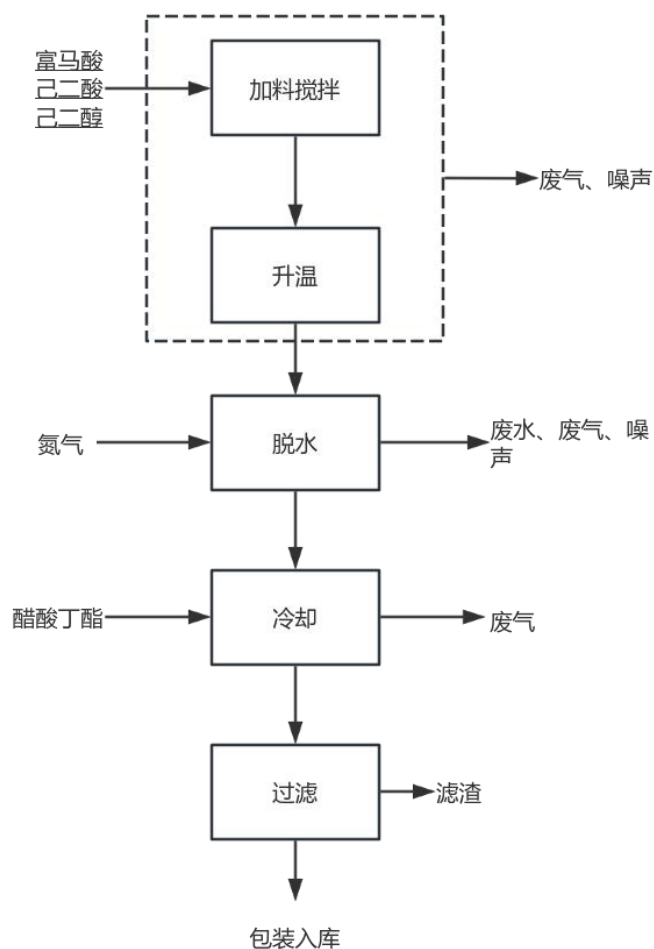 富马酸
己二酸
己二醇
加料搅拌
废气、噪声
升温
氮气
脱水
废水、废气、噪
声
醋酸丁酯
冷却
废气
过滤
滤渣
包装入库